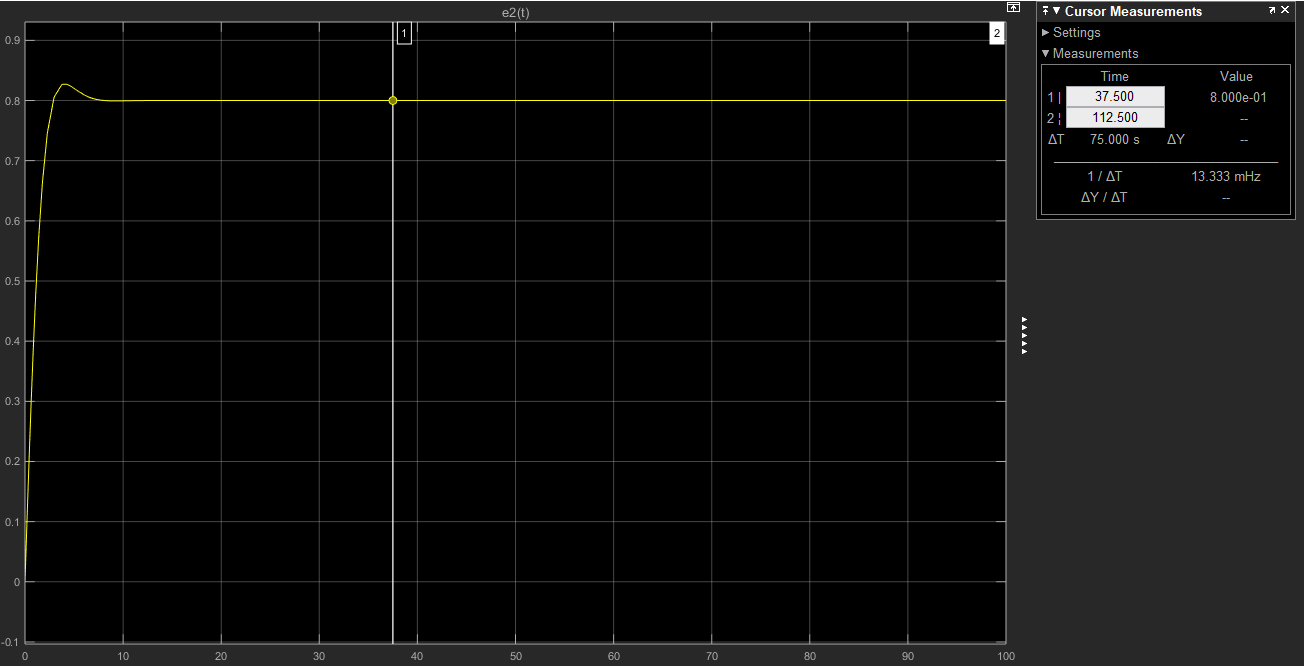 e2(t)
0.9
0.8
0.7
0.6
0.5
0.4
0.3
0.2
0.1
0
-0.1
0 10 20 30 40 50 60 70 80 90 100
1
2
Cursor Measurements
Settings
Measurements
Time Value
1 | 37.500 8.000e-01
2 ¦ 112.500 --
ΔT 75.000 s ΔY --
1 / ΔT 13.333 mHz
ΔY / ΔT --